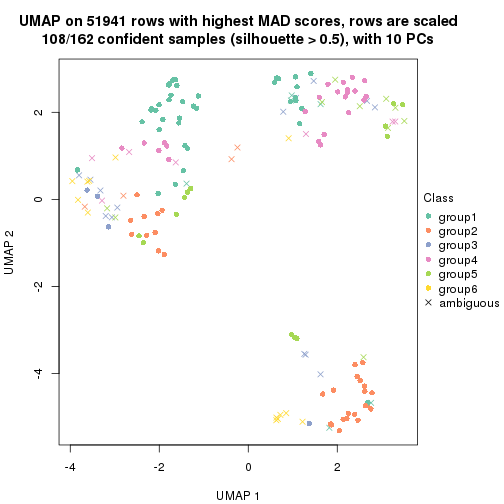 UMAP on 51941 rows with highest MAD scores, rows are scaled
108/162 confident samples (silhouette > 0.5), with 10 PCs
2
0
-2
-4
UMAP 2
-4
-2
0
2
UMAP 1
Class
group1
group2
group3
group4
group5
group6
ambiguous